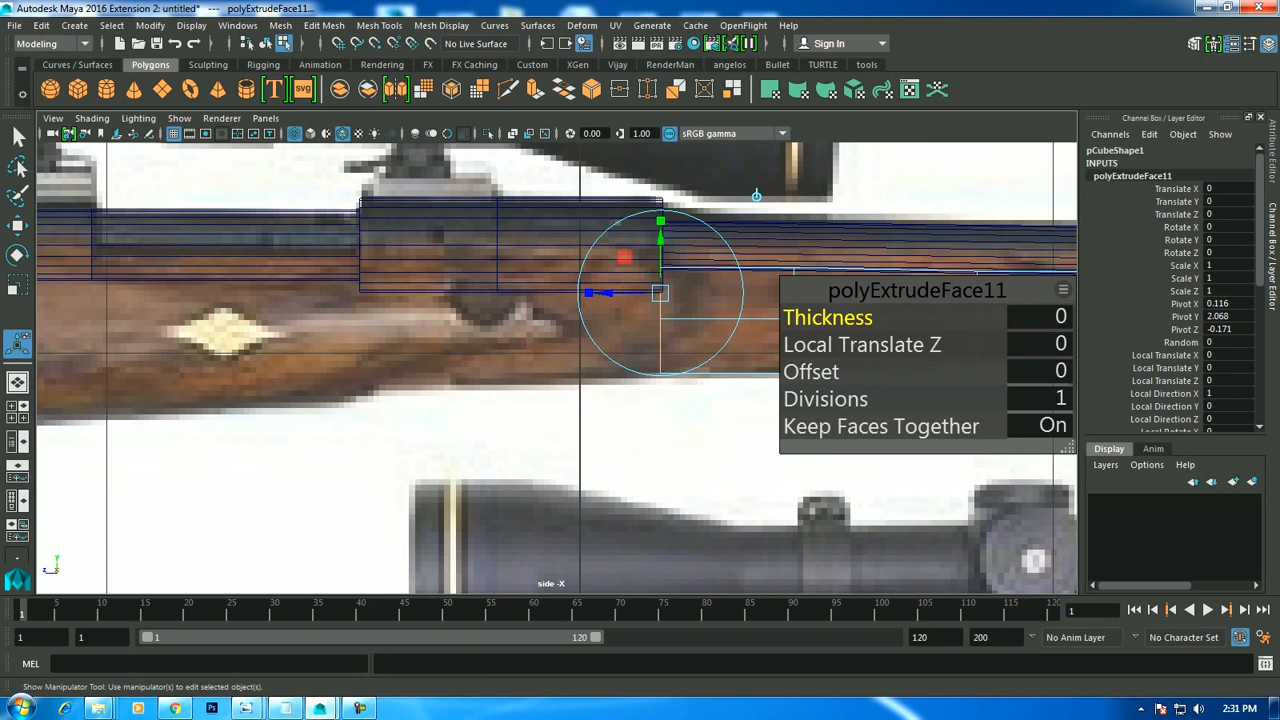 Autodesk Maya 2016 Extension 2: untitled*   ---   polyExtrudeFace11...
File Edit Create Select Modify Display Windows Mesh Edit Mesh Mesh Tools Mesh Display Curves Surfaces Deform UV Generate Cache OpenFlight Help
Modeling No Live Surface Sign In
Curves / Surfaces Polygons Sculpting Rigging Animation Rendering FX FX Caching Custom XGen Vijay RenderMan angelos Bullet TURTLE tools
SVG
View Shading Lighting Show Renderer Panels
0.00 1.00 sRGB gamma
polyExtrudeFace11
Thickness 0
Local Translate Z 0
Offset 0
Divisions 1
Keep Faces Together On
y
z
side -X
Channel Box / Layer Editor
Channels Edit Object Show
pCubeShape1
INPUTS
polyExtrudeFace11
Translate X 0
Translate Y 0
Translate Z 0
Rotate X 0
Rotate Y 0
Rotate Z 0
Scale X 1
Scale Y 1
Scale Z 1
Pivot X 0.116
Pivot Y 2.068
Pivot Z -0.171
Random 0
Local Translate X 0
Local Translate Y 0
Local Translate Z 0
Local Direction X 1
Local Direction Y 0
Local Direction Z 0
Attribute Editor
Channel Box / Layer Editor
Display Anim
Layers Options Help
1 5 10 15 20 25 30 35 40 45 50 55 60 65 70 75 80 85 90 95 100 105 110 115 120 1
1 1 1 120 120 200 No Anim Layer No Character Set
MEL
Show Manipulator Tool: Use manipulator(s) to edit selected object(s).
Ps 2:31 PM